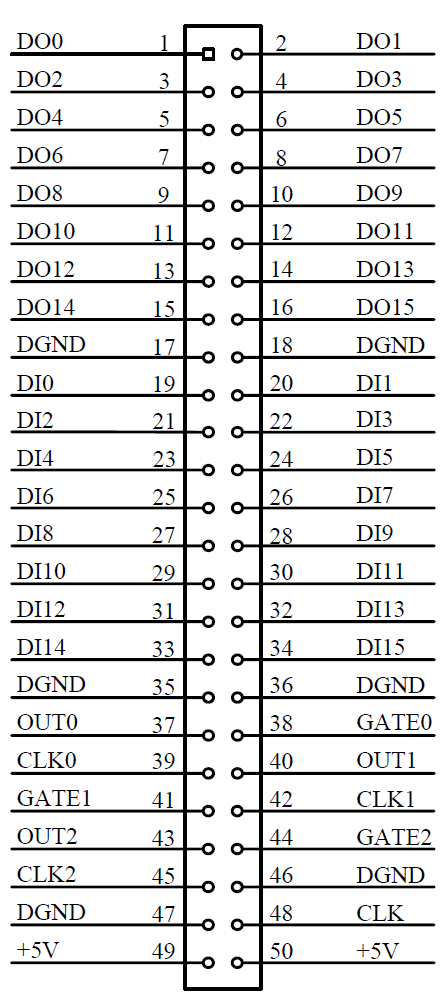 DO0 1 2 DO1
DO2 3 4 DO3
DO4 5 6 DO5
DO6 7 8 DO7
DO8 9 10 DO9
DO10 11 12 DO11
DO12 13 14 DO13
DO14 15 16 DO15
DGND 17 18 DGND
DI0 19 20 DI1
DI2 21 22 DI3
DI4 23 24 DI5
DI6 25 26 DI7
DI8 27 28 DI9
DI10 29 30 DI11
DI12 31 32 DI13
DI14 33 34 DI15
DGND 35 36 DGND
OUT0 37 38 GATE0
CLK0 39 40 OUT1
GATE1 41 42 CLK1
OUT2 43 44 GATE2
CLK2 45 46 DGND
DGND 47 48 CLK
+5V 49 50 +5V